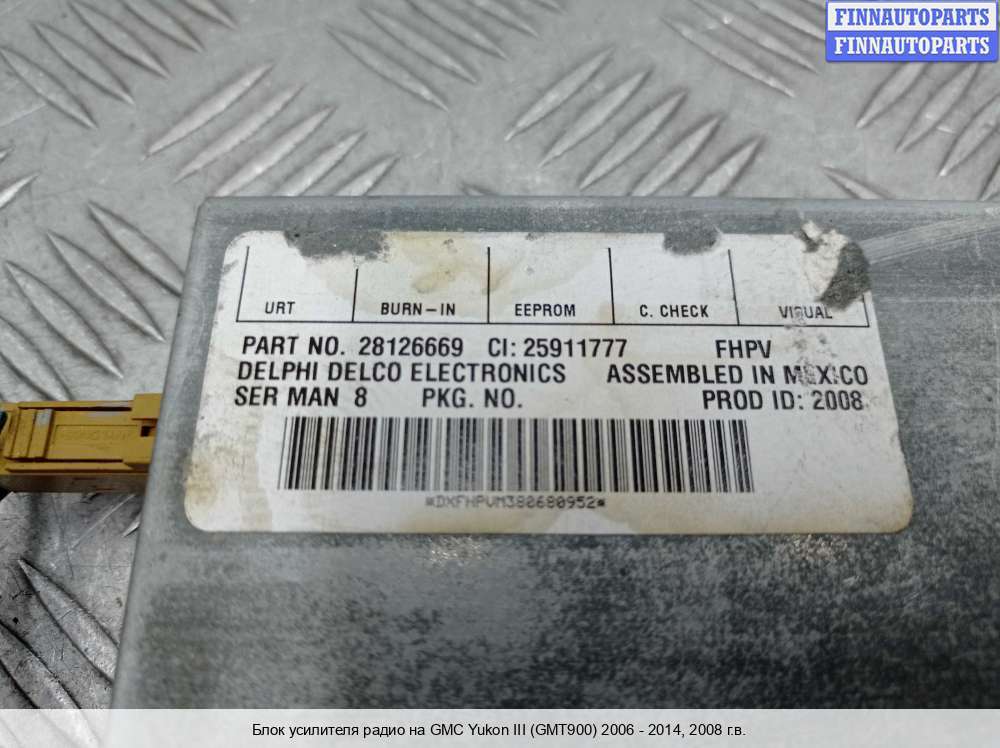 FINNAUTOPARTS
FINNAUTOPARTS
URT BURN-IN EEPROM C. CHECK VISUAL
PART NO. 28126669 CI: 25911777 FHPV
DELPHI DELCO ELECTRONICS ASSEMBLED IN MEXICO
SER MAN 8 PKG. NO. PROD ID: 2008
*DXFHPVM380680952*
Блок усилителя радио на GMC Yukon III (GMT900) 2006 - 2014, 2008 г.в.